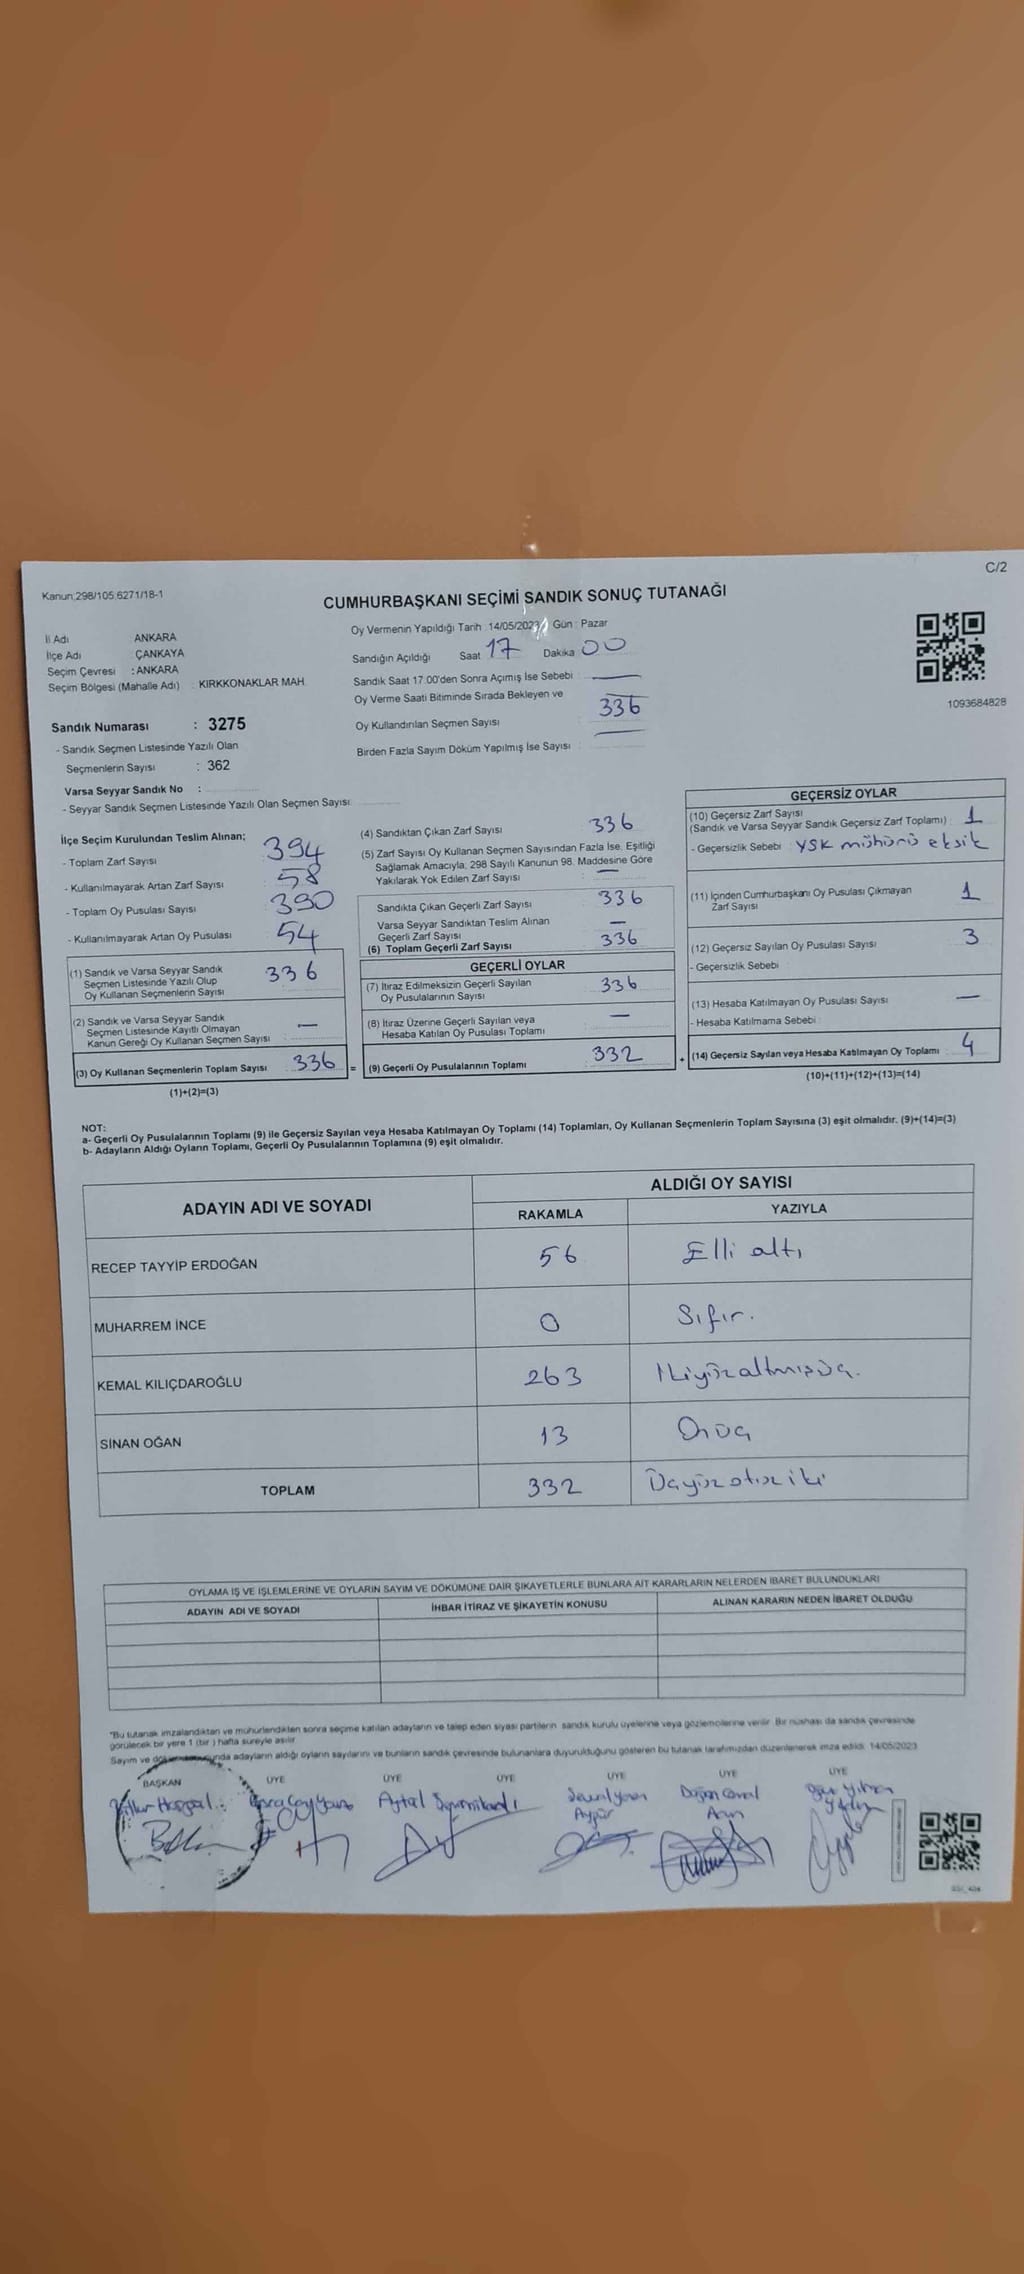 C/2
Kanun:298/105 6271/18-1
CUMHURBAŞKANI SEÇİMİ SANDIK SONUÇ TUTANAĞI
İl Adı ANKARA
İlçe Adı ÇANKAYA
Seçim Çevresi : ANKARA
Seçim Bölgesi (Mahalle Adı) : KIRKKONAKLAR MAH.
Oy Vermenin Yapıldığı Tarih :14/05/2023 Gün : Pazar
Sandığın Açıldığı Saat 17 Dakika 00
Sandık Saat 17.00'den Sonra Açımış İse Sebebi :
Oy Verme Saati Bitiminde Sırada Bekleyen ve
Oy Kullandırılan Seçmen Sayısı 336
Birden Fazla Sayım Döküm Yapılmış İse Sayısı :
1093684828
Sandık Numarası : 3275
- Sandık Seçmen Listesinde Yazılı Olan
Seçmenlerin Sayısı : 362
Varsa Seyyar Sandık No :
- Seyyar Sandık Seçmen Listesinde Yazılı Olan Seçmen Sayısı
İlçe Seçim Kurulundan Teslim Alınan;
- Toplam Zarf Sayısı 394
- Kullanılmayarak Artan Zarf Sayısı 58
- Toplam Oy Pusulası Sayısı 390
- Kullanılmayarak Artan Oy Pusulası 54
(1) Sandık ve Varsa Seyyar Sandık
Seçmen Listesinde Yazılı Olup
Oy Kullanan Seçmenlerin Sayısı 336
(2) Sandık ve Varsa Seyyar Sandık
Seçmen Listesinde Kayıtlı Olmayan
Kanun Gereği Oy Kullanan Seçmen Sayısı : —
(3) Oy Kullanan Seçmenlerin Toplam Sayısı 336 =
(1)+(2)=(3)
(4) Sandıktan Çıkan Zarf Sayısı 336
(5) Zarf Sayısı Oy Kullanan Seçmen Sayısından Fazla İse, Eşitliği
Sağlamak Amacıyla; 298 Sayılı Kanunun 98. Maddesine Göre
Yakılarak Yok Edilen Zarf Sayısı : —
Sandıkta Çıkan Geçerli Zarf Sayısı 336
Varsa Seyyar Sandıktan Teslim Alınan
Geçerli Zarf Sayısı —
(6) Toplam Geçerli Zarf Sayısı 336
GEÇERLİ OYLAR
(7) İtiraz Edilmeksizin Geçerli Sayılan
Oy Pusulalarının Sayısı 336
(8) İtiraz Üzerine Geçerli Sayılan veya
Hesaba Katılan Oy Pusulası Toplamı —
(9) Geçerli Oy Pusulalarının Toplamı 332 +
GEÇERSİZ OYLAR
(10) Geçersiz Zarf Sayısı
(Sandık ve Varsa Seyyar Sandık Geçersiz Zarf Toplamı) : 1
- Geçersizlik Sebebi : YSK mühürü eksik
(11) İçinden Cumhurbaşkanı Oy Pusulası Çıkmayan
Zarf Sayısı 1
(12) Geçersiz Sayılan Oy Pusulası Sayısı 3
- Geçersizlik Sebebi :
(13) Hesaba Katılmayan Oy Pusulası Sayısı —
- Hesaba Katılmama Sebebi :
(14) Geçersiz Sayılan veya Hesaba Katılmayan Oy Toplamı 4
(10)+(11)+(12)+(13)=(14)
NOT:
a- Geçerli Oy Pusulalarının Toplamı (9) ile Geçersiz Sayılan veya Hesaba Katılmayan Oy Toplamı (14) Toplamları, Oy Kullanan Seçmenlerin Toplam Sayısına (3) eşit olmalıdır. (9)+(14)=(3)
b- Adayların Aldığı Oyların Toplamı, Geçerli Oy Pusulalarının Toplamına (9) eşit olmalıdır.
ADAYIN ADI VE SOYADI ALDIĞI OY SAYISI
RAKAMLA YAZIYLA
RECEP TAYYİP ERDOĞAN 56 Elli altı
MUHARREM İNCE 0 Sıfır.
KEMAL KILIÇDAROĞLU 263 İkiyüzaltmışüç.
SİNAN OĞAN 13 Onüç
TOPLAM 332 Üçyüzotuziki
OYLAMA İŞ VE İŞLEMLERİNE VE OYLARIN SAYIM VE DÖKÜMÜNE DAİR ŞİKAYETLERLE BUNLARA AİT KARARLARIN NELERDEN İBARET BULUNDUKLARI
ADAYIN ADI VE SOYADI İHBAR İTİRAZ VE ŞİKAYETİN KONUSU ALINAN KARARIN NEDEN İBARET OLDUĞU
"Bu tutanak imzalandıktan ve mühürlendikten sonra seçime katılan adayların ve talep eden siyasi partilerin sandık kurulu üyelerine veya gözlemcilerine verilir. Bir nüshası da sandık çevresinde
görülecek bir yere 1 (bir ) hafta süreyle asılır.
Sayım ve adayların aldığı oyların sayılarını ve bunların sandık çevresinde bulunanlara duyurulduğunu gösteren bu tutanak tarafımızdan düzenlenerek imza edildi. 14/05/2023
BAŞKAN ÜYE ÜYE ÜYE ÜYE ÜYE ÜYE